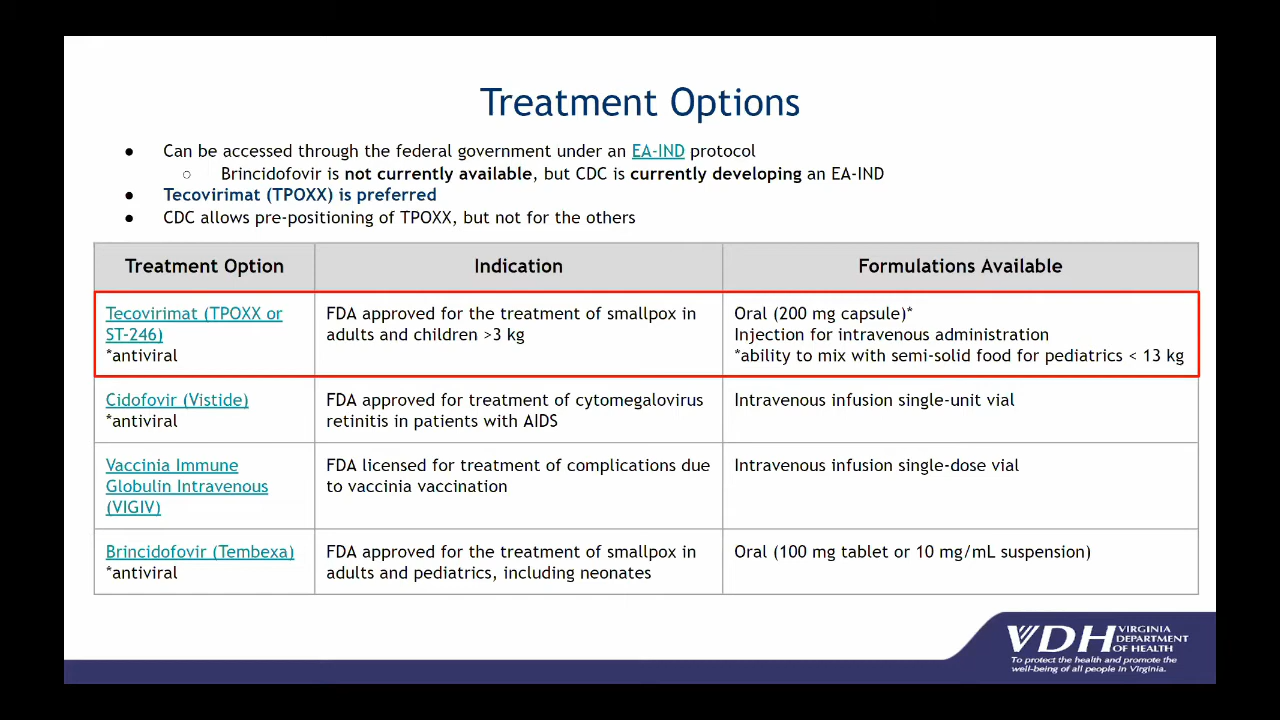 Treatment Options
● Can be accessed through the federal government under an EA-IND protocol
○ Brincidofovir is not currently available, but CDC is currently developing an EA-IND
● Tecovirimat (TPOXX) is preferred
● CDC allows pre-positioning of TPOXX, but not for the others
Treatment Option
Indication
Formulations Available
Tecovirimat (TPOXX or
ST-246)
*antiviral
FDA approved for the treatment of smallpox in
adults and children >3 kg
Oral (200 mg capsule)*
Injection for intravenous administration
*ability to mix with semi-solid food for pediatrics < 13 kg
Cidofovir (Vistide)
*antiviral
FDA approved for treatment of cytomegalovirus
retinitis in patients with AIDS
Intravenous infusion single-unit vial
Vaccinia Immune
Globulin Intravenous
(VIGIV)
FDA licensed for treatment of complications due
to vaccinia vaccination
Intravenous infusion single-dose vial
Brincidofovir (Tembexa)
*antiviral
FDA approved for the treatment of smallpox in
adults and pediatrics, including neonates
Oral (100 mg tablet or 10 mg/mL suspension)
VDH
VIRGINIA
DEPARTMENT
OF HEALTH
To protect the health and promote the
well-being of all people in Virginia.